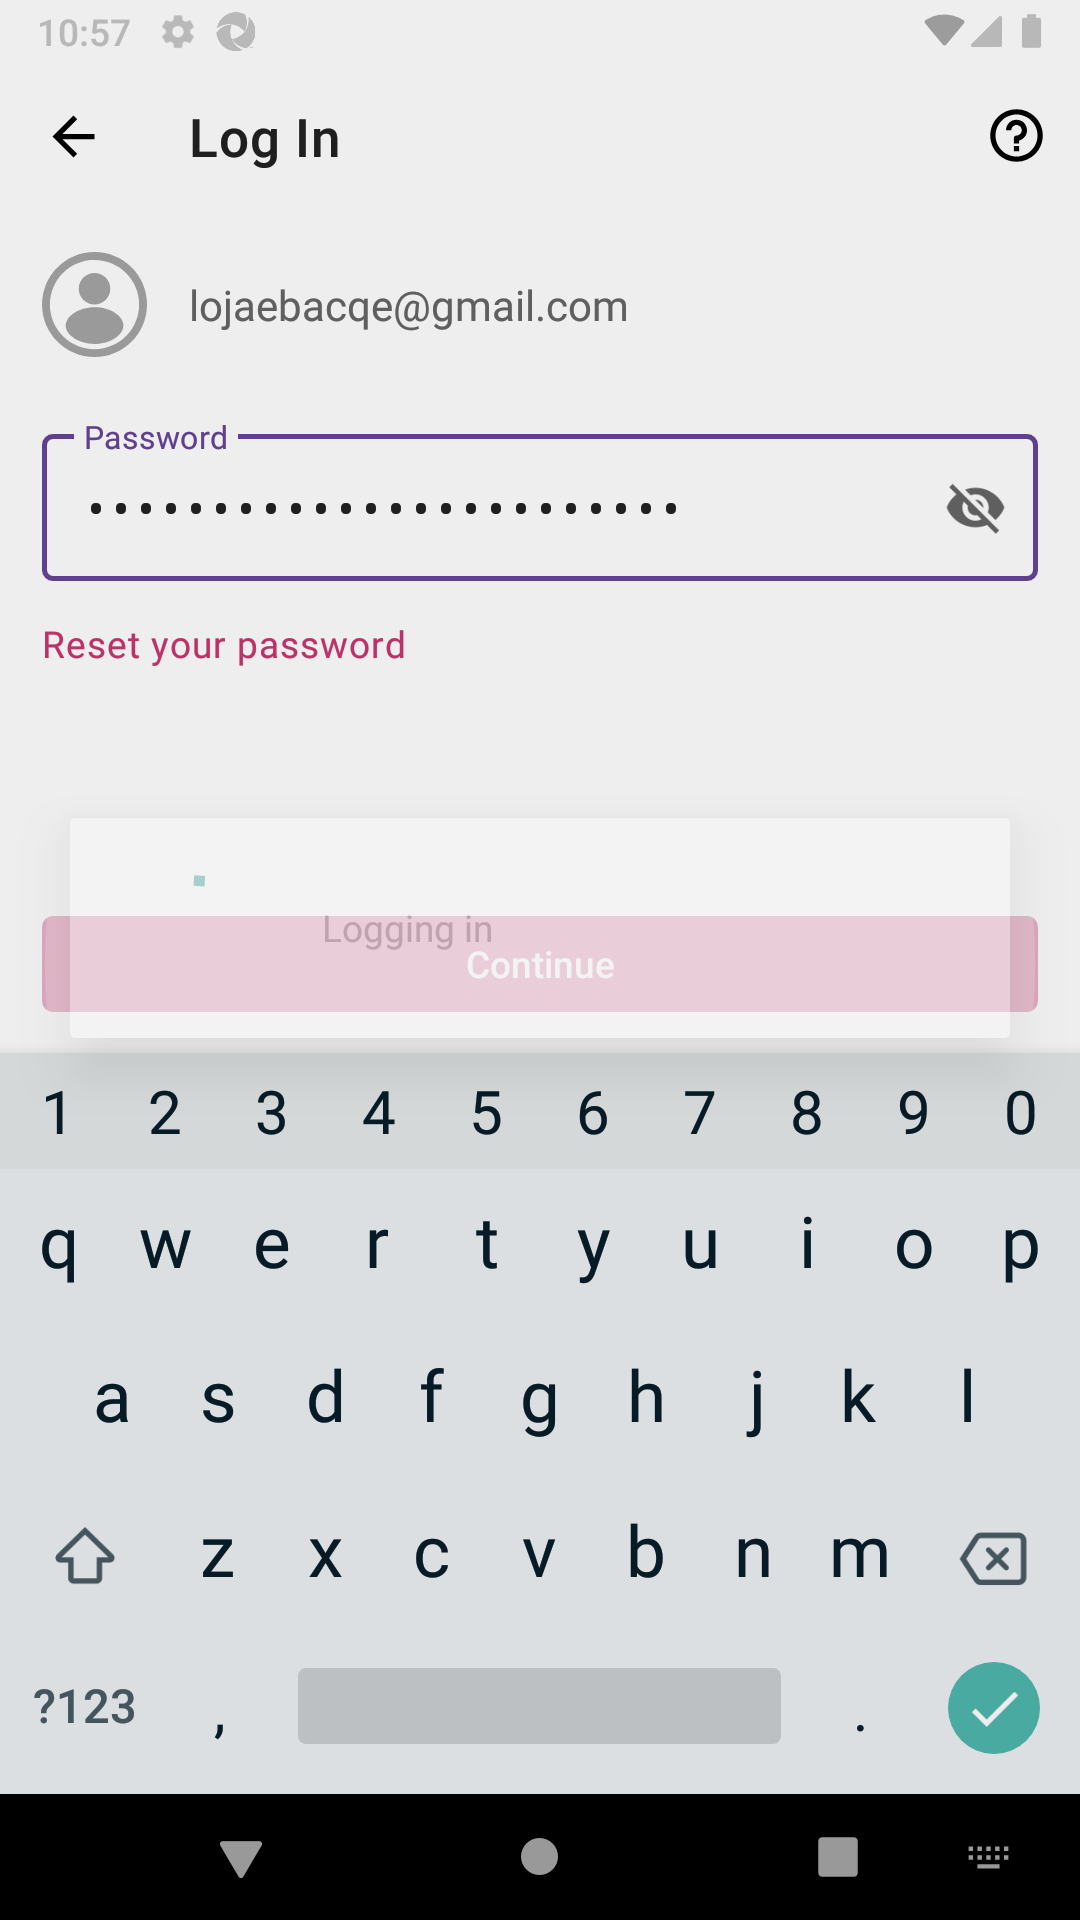 10:57
Log In
lojaebacqe@gmail.com
Password
••••••••••••••••••••••••
Reset your password
Logging in
Continue
1 2 3 4 5 6 7 8 9 0
q w e r t y u i o p
a s d f g h j k l
z x c v b n m
?123 , .